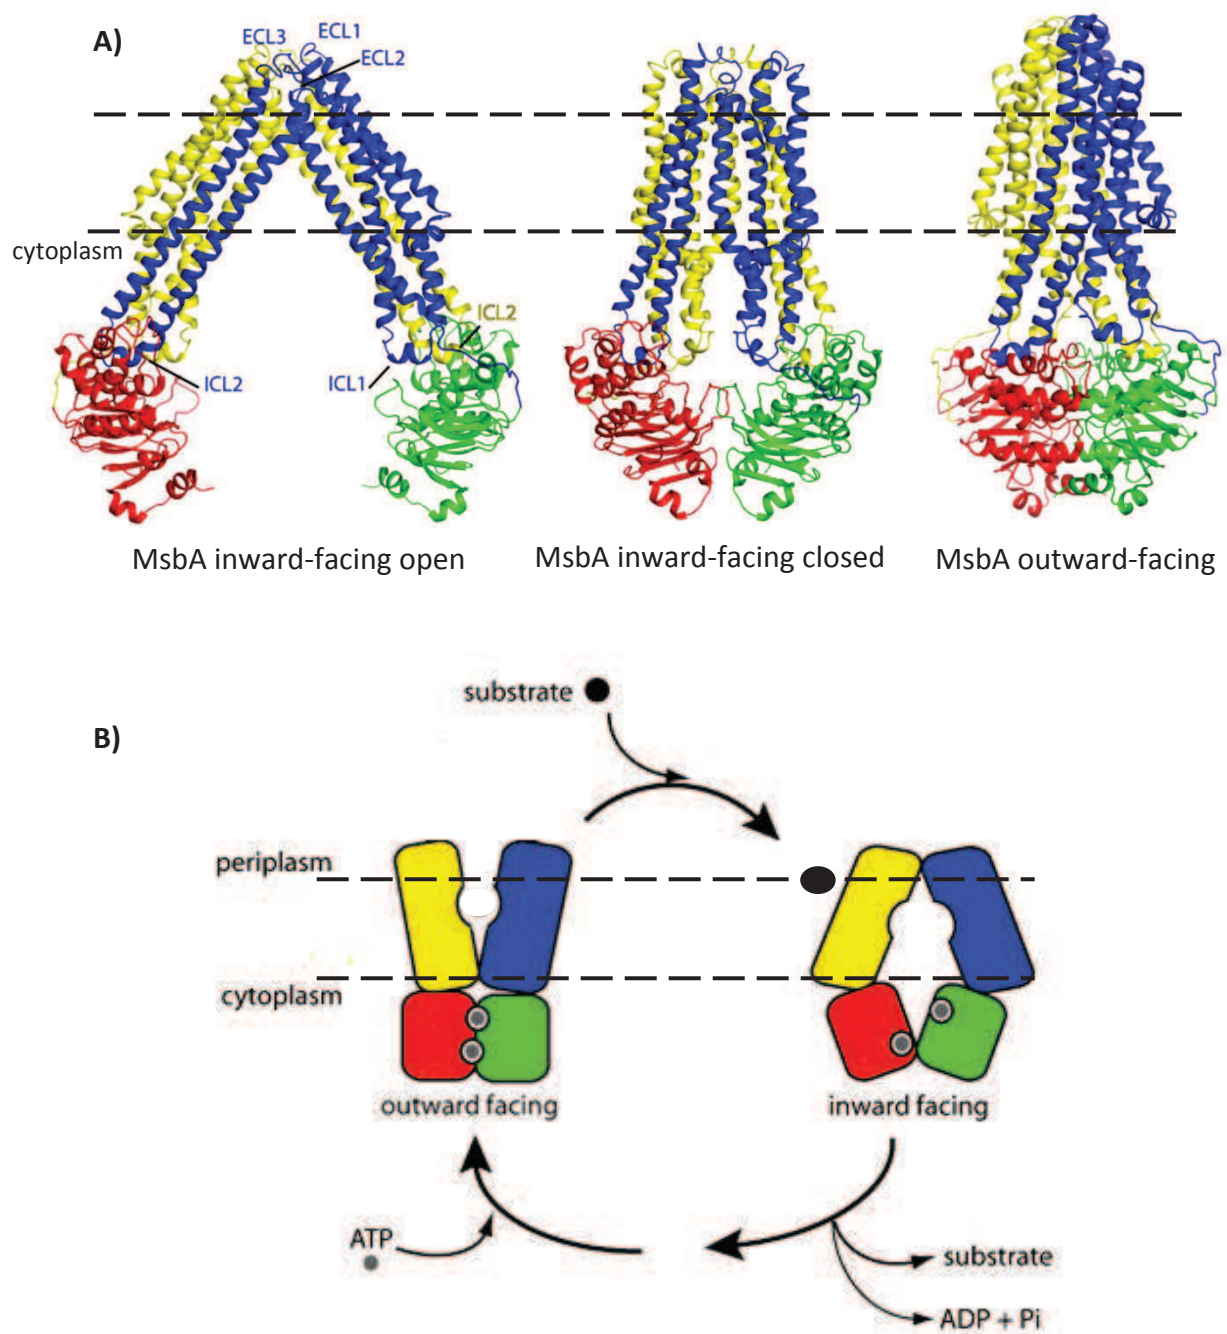 A)
ECL3
ECL1
ECL2
cytoplasm
ICL2
ICL2
ICL1
MsbA inward-facing open
MsbA inward-facing closed
MsbA outward-facing
substrate
B)
periplasm
cytoplasm
outward facing
inward facing
ATP
substrate
ADP + Pi